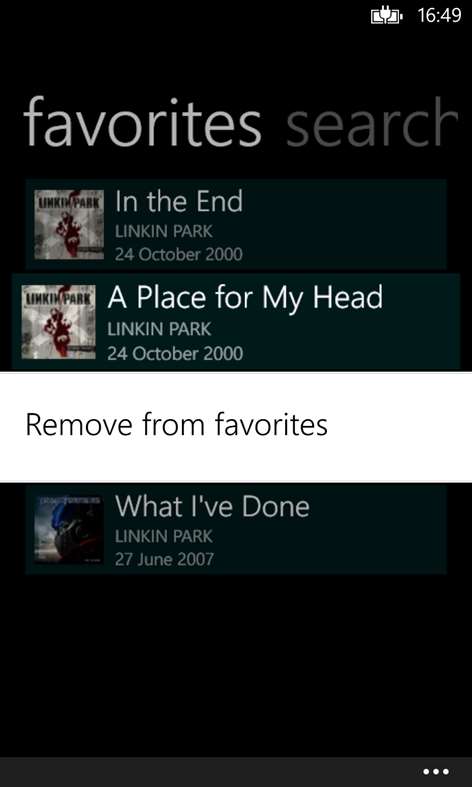 16:49
favorites search
In the End
LINKIN PARK
LINKIN PARK
24 October 2000
A Place for My Head
LINKIN PARK
LINKIN PARK
24 October 2000
Remove from favorites
What I've Done
LINKIN PARK
27 June 2007